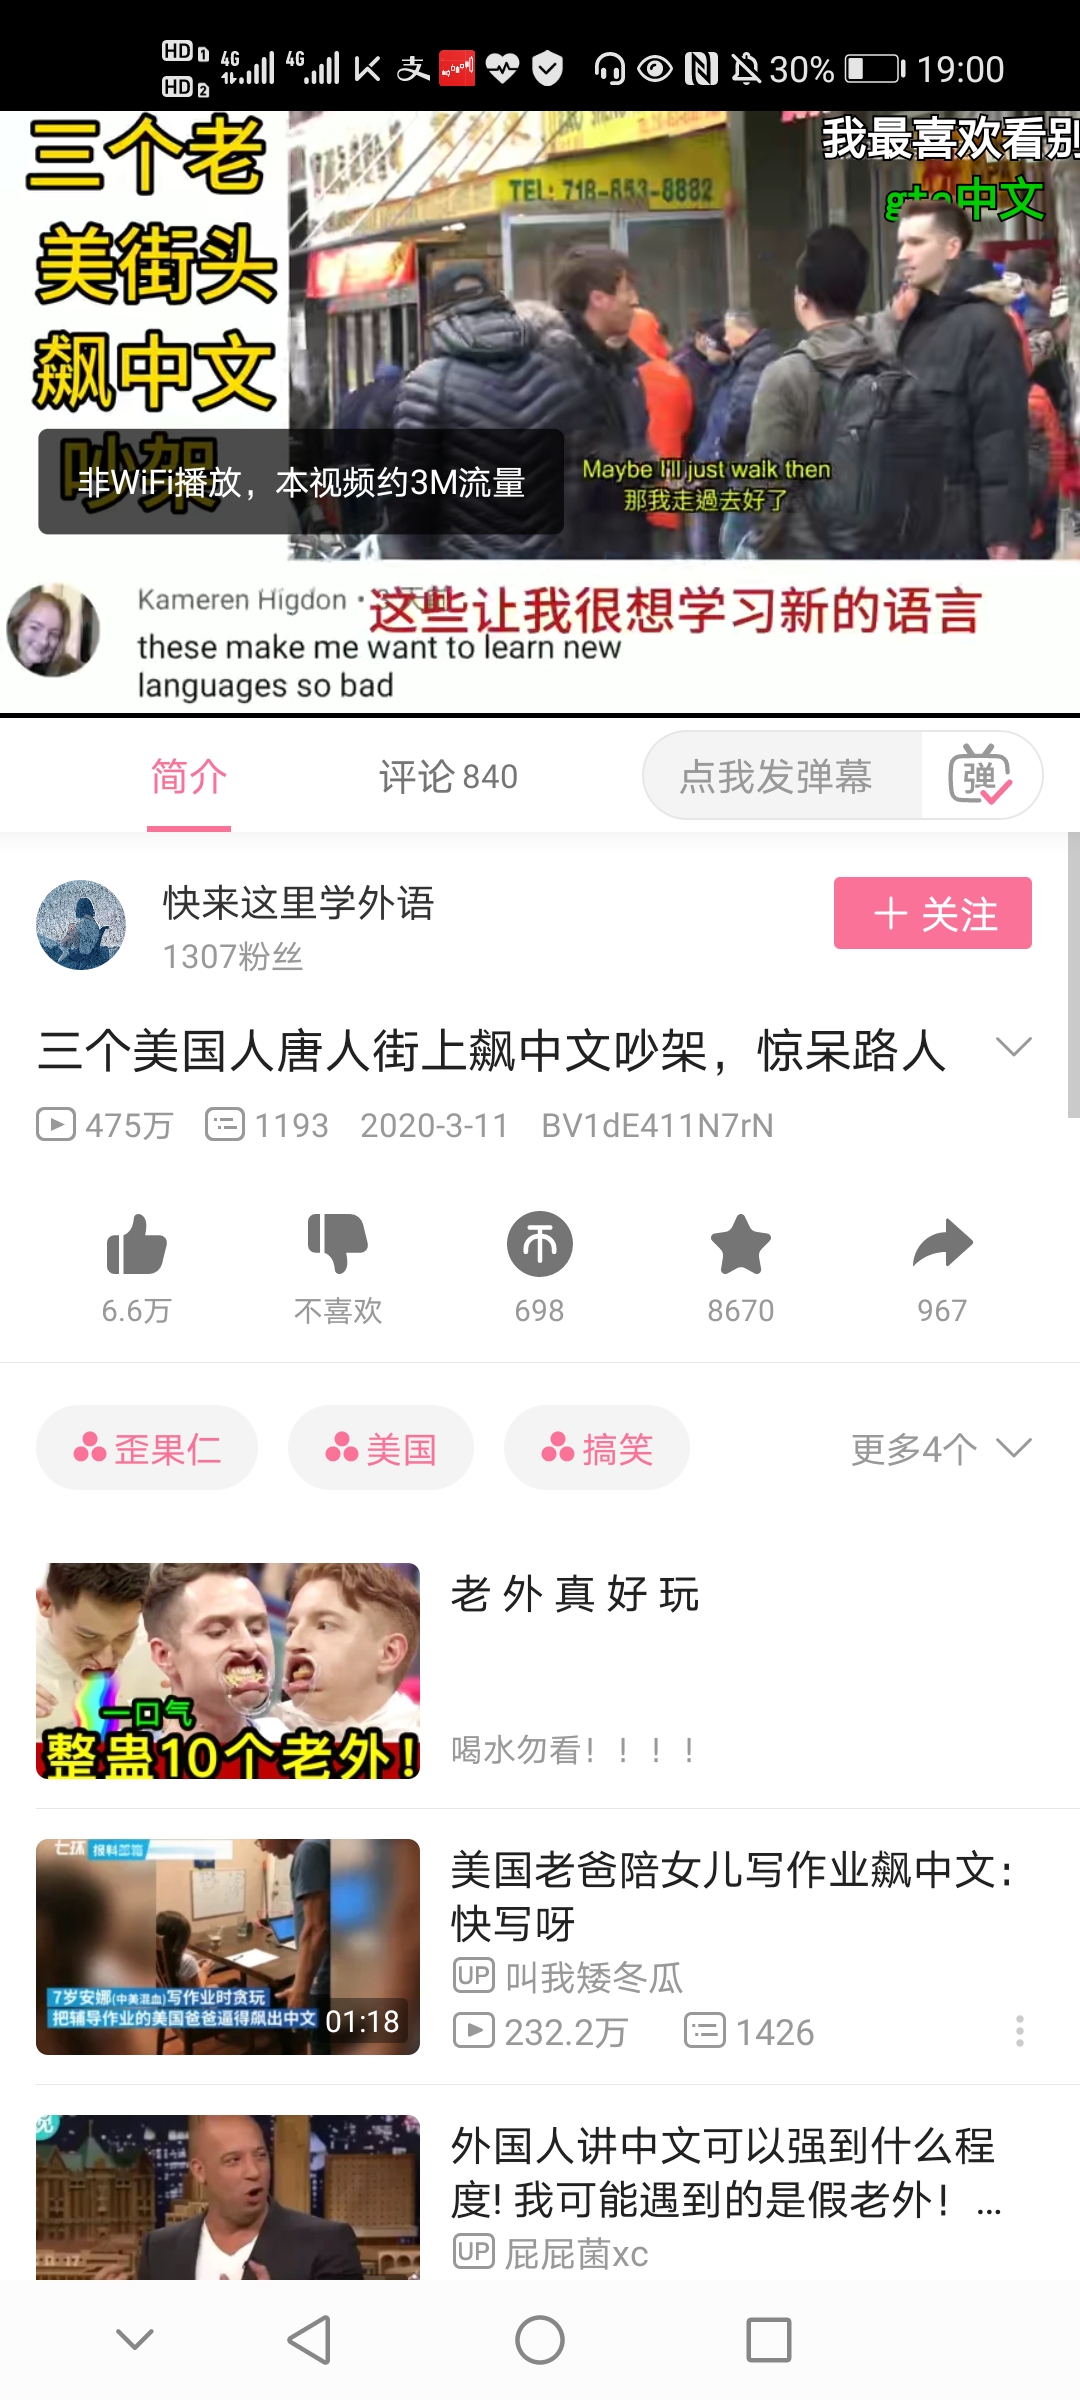 HD 1 4G 4G 30% 19:00
HD 2
三个老
美街头
飙中文
吵架
TEL: 718-853-8882
我最喜欢看别
gta中文
非WiFi播放，本视频约3M流量
Maybe I'll just walk then
那我走過去好了
Kameren Higdon •
这些让我很想学习新的语言
these make me want to learn new
languages so bad
简介 评论 840 点我发弹幕 弹
快来这里学外语
1307粉丝
+ 关注
三个美国人唐人街上飙中文吵架，惊呆路人
475万 1193 2020-3-11 BV1dE411N7rN
6.6万 不喜欢 698 8670 967
歪果仁 美国 搞笑 更多4个
一口气
整蛊10个老外！
老 外 真 好 玩
喝水勿看！！！！
七环 报料邮箱
7岁安娜(中美混血)写作业时贪玩
把辅导作业的美国爸爸逼得飙出中文
01:18
美国老爸陪女儿写作业飙中文：
快写呀
UP 叫我矮冬瓜
232.2万 1426
外国人讲中文可以强到什么程
度！我可能遇到的是假老外！...
UP 屁屁菌xc